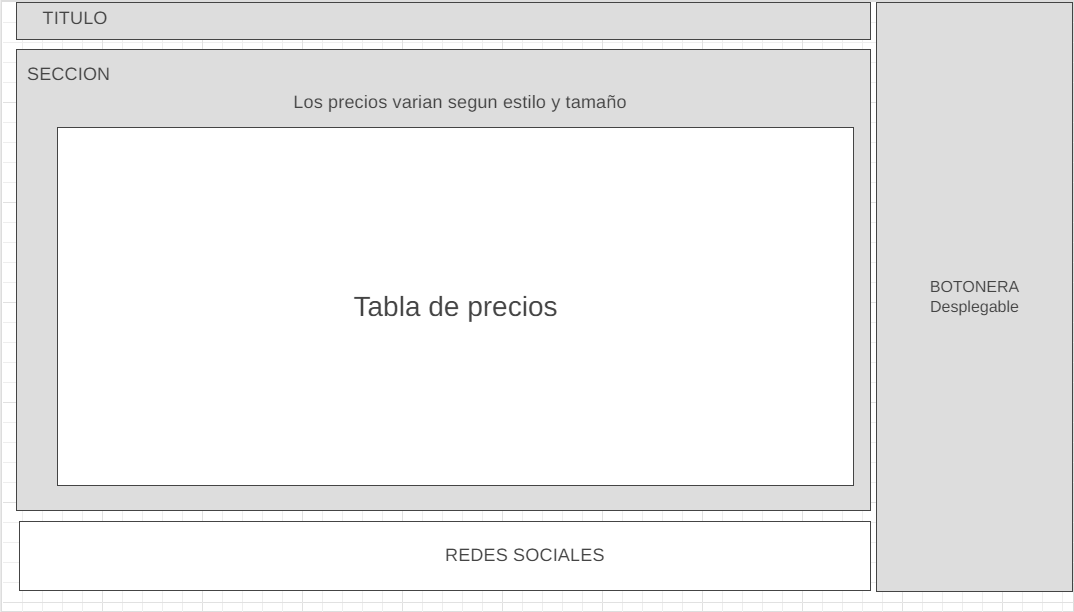 TITULO
SECCION
Los precios varian segun estilo y tamaño
Tabla de precios
BOTONERA
Desplegable
REDES SOCIALES